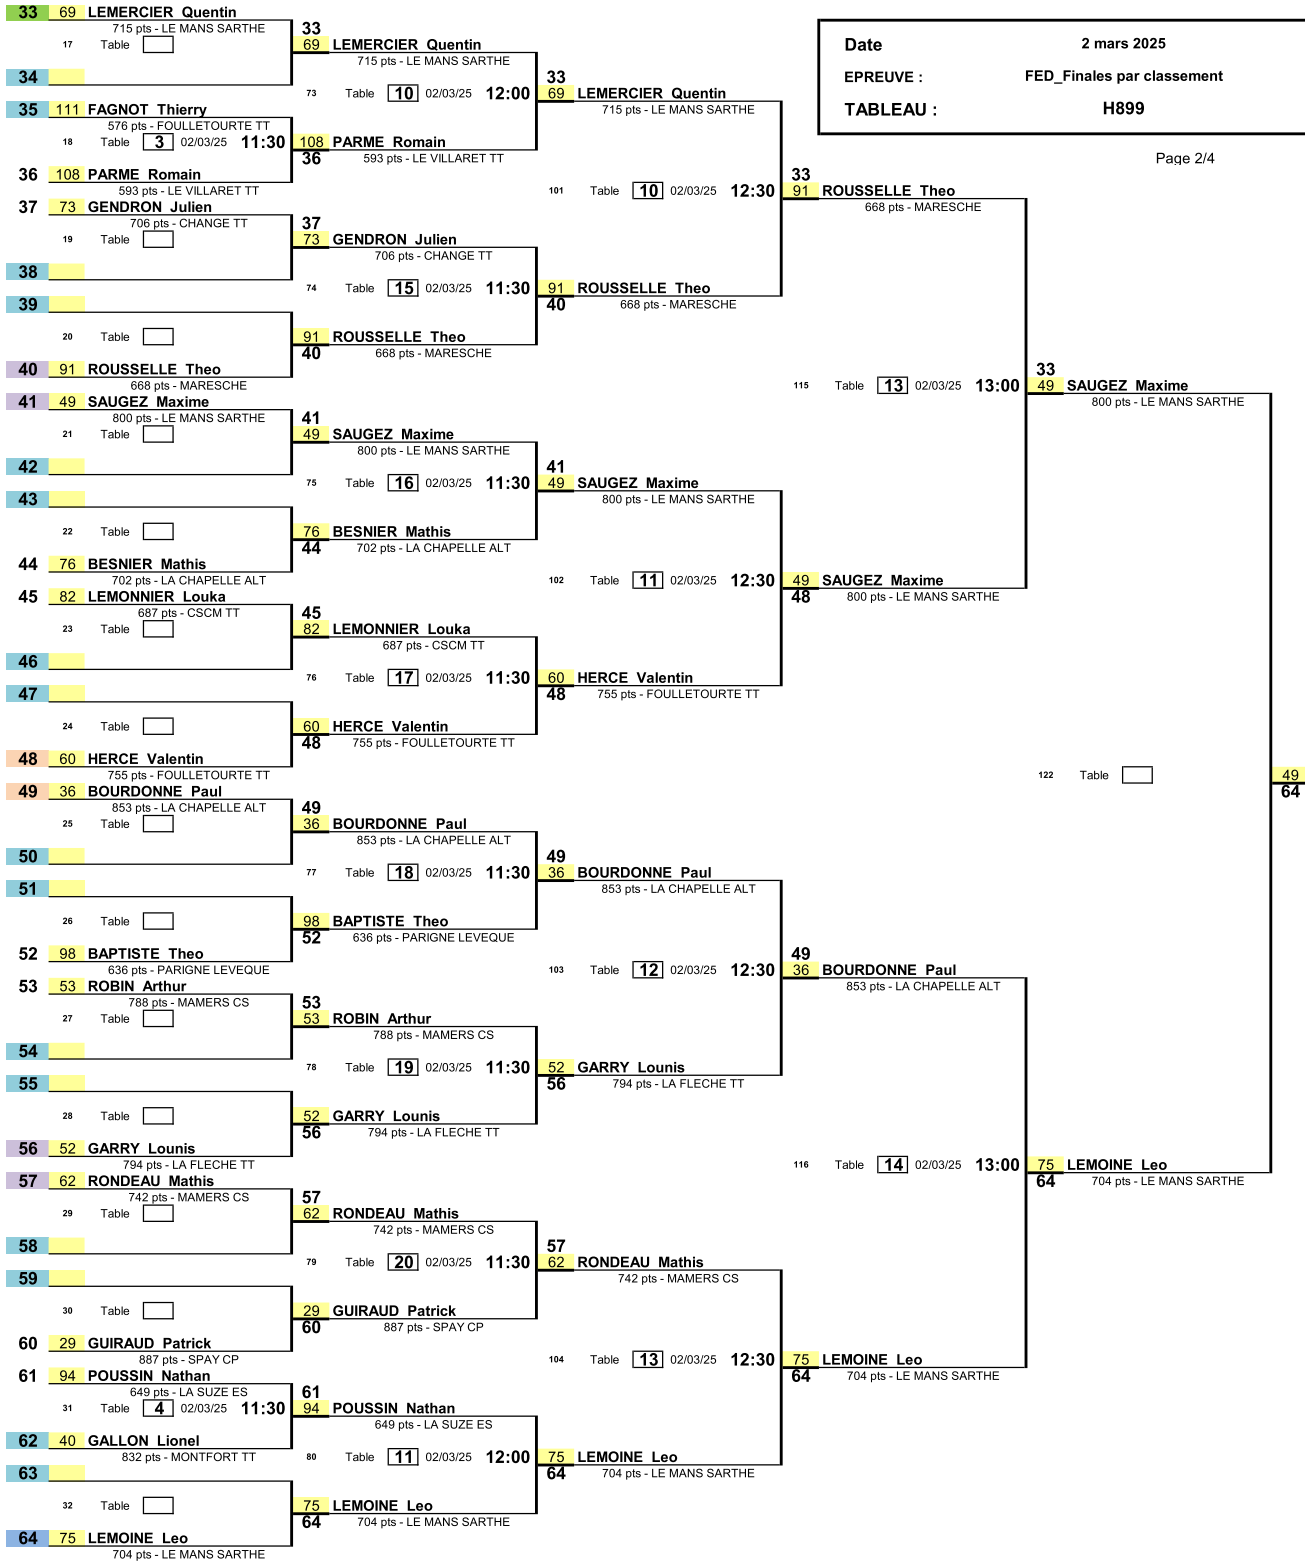 33 69 LEMERCIER Quentin
715 pts - LE MANS SARTHE
17 Table
34
35 111 FAGNOT Thierry
576 pts - FOULLETOURTE TT
18 Table 3 02/03/25 11:30
36 108 PARME Romain
593 pts - LE VILLARET TT
37 73 GENDRON Julien
706 pts - CHANGE TT
19 Table
38
39
20 Table
40 91 ROUSSELLE Theo
668 pts - MARESCHE
41 49 SAUGEZ Maxime
800 pts - LE MANS SARTHE
21 Table
42
43
22 Table
44 76 BESNIER Mathis
702 pts - LA CHAPELLE ALT
45 82 LEMONNIER Louka
687 pts - CSCM TT
23 Table
46
47
24 Table
48 60 HERCE Valentin
755 pts - FOULLETOURTE TT
49 36 BOURDONNE Paul
853 pts - LA CHAPELLE ALT
25 Table
50
51
26 Table
52 98 BAPTISTE Theo
636 pts - PARIGNE LEVEQUE
53 53 ROBIN Arthur
788 pts - MAMERS CS
27 Table
54
55
28 Table
56 52 GARRY Lounis
794 pts - LA FLECHE TT
57 62 RONDEAU Mathis
742 pts - MAMERS CS
29 Table
58
59
30 Table
60 29 GUIRAUD Patrick
887 pts - SPAY CP
61 94 POUSSIN Nathan
649 pts - LA SUZE ES
31 Table 4 02/03/25 11:30
62 40 GALLON Lionel
832 pts - MONTFORT TT
63
32 Table
64 75 LEMOINE Leo
704 pts - LE MANS SARTHE
33
69 LEMERCIER Quentin
715 pts - LE MANS SARTHE
73 Table 10 02/03/25 12:00
108 PARME Romain
36 593 pts - LE VILLARET TT
37
73 GENDRON Julien
706 pts - CHANGE TT
74 Table 15 02/03/25 11:30
91 ROUSSELLE Theo
40 668 pts - MARESCHE
41
49 SAUGEZ Maxime
800 pts - LE MANS SARTHE
75 Table 16 02/03/25 11:30
76 BESNIER Mathis
44 702 pts - LA CHAPELLE ALT
45
82 LEMONNIER Louka
687 pts - CSCM TT
76 Table 17 02/03/25 11:30
60 HERCE Valentin
48 755 pts - FOULLETOURTE TT
49
36 BOURDONNE Paul
853 pts - LA CHAPELLE ALT
77 Table 18 02/03/25 11:30
98 BAPTISTE Theo
52 636 pts - PARIGNE LEVEQUE
53
53 ROBIN Arthur
788 pts - MAMERS CS
78 Table 19 02/03/25 11:30
52 GARRY Lounis
56 794 pts - LA FLECHE TT
57
62 RONDEAU Mathis
742 pts - MAMERS CS
79 Table 20 02/03/25 11:30
29 GUIRAUD Patrick
60 887 pts - SPAY CP
61
94 POUSSIN Nathan
649 pts - LA SUZE ES
80 Table 11 02/03/25 12:00
75 LEMOINE Leo
64 704 pts - LE MANS SARTHE
33
69 LEMERCIER Quentin
715 pts - LE MANS SARTHE
101 Table 10 02/03/25 12:30
91 ROUSSELLE Theo
40 668 pts - MARESCHE
41
49 SAUGEZ Maxime
800 pts - LE MANS SARTHE
102 Table 11 02/03/25 12:30
60 HERCE Valentin
48 755 pts - FOULLETOURTE TT
49
36 BOURDONNE Paul
853 pts - LA CHAPELLE ALT
103 Table 12 02/03/25 12:30
52 GARRY Lounis
56 794 pts - LA FLECHE TT
57
62 RONDEAU Mathis
742 pts - MAMERS CS
104 Table 13 02/03/25 12:30
75 LEMOINE Leo
64 704 pts - LE MANS SARTHE
Date 2 mars 2025
EPREUVE : FED_Finales par classement
TABLEAU : H899
Page 2/4
33
91 ROUSSELLE Theo
668 pts - MARESCHE
115 Table 13 02/03/25 13:00
49 SAUGEZ Maxime
48 800 pts - LE MANS SARTHE
49
36 BOURDONNE Paul
853 pts - LA CHAPELLE ALT
116 Table 14 02/03/25 13:00
75 LEMOINE Leo
64 704 pts - LE MANS SARTHE
33
49 SAUGEZ Maxime
800 pts - LE MANS SARTHE
122 Table
75 LEMOINE Leo
64 704 pts - LE MANS SARTHE
49
64